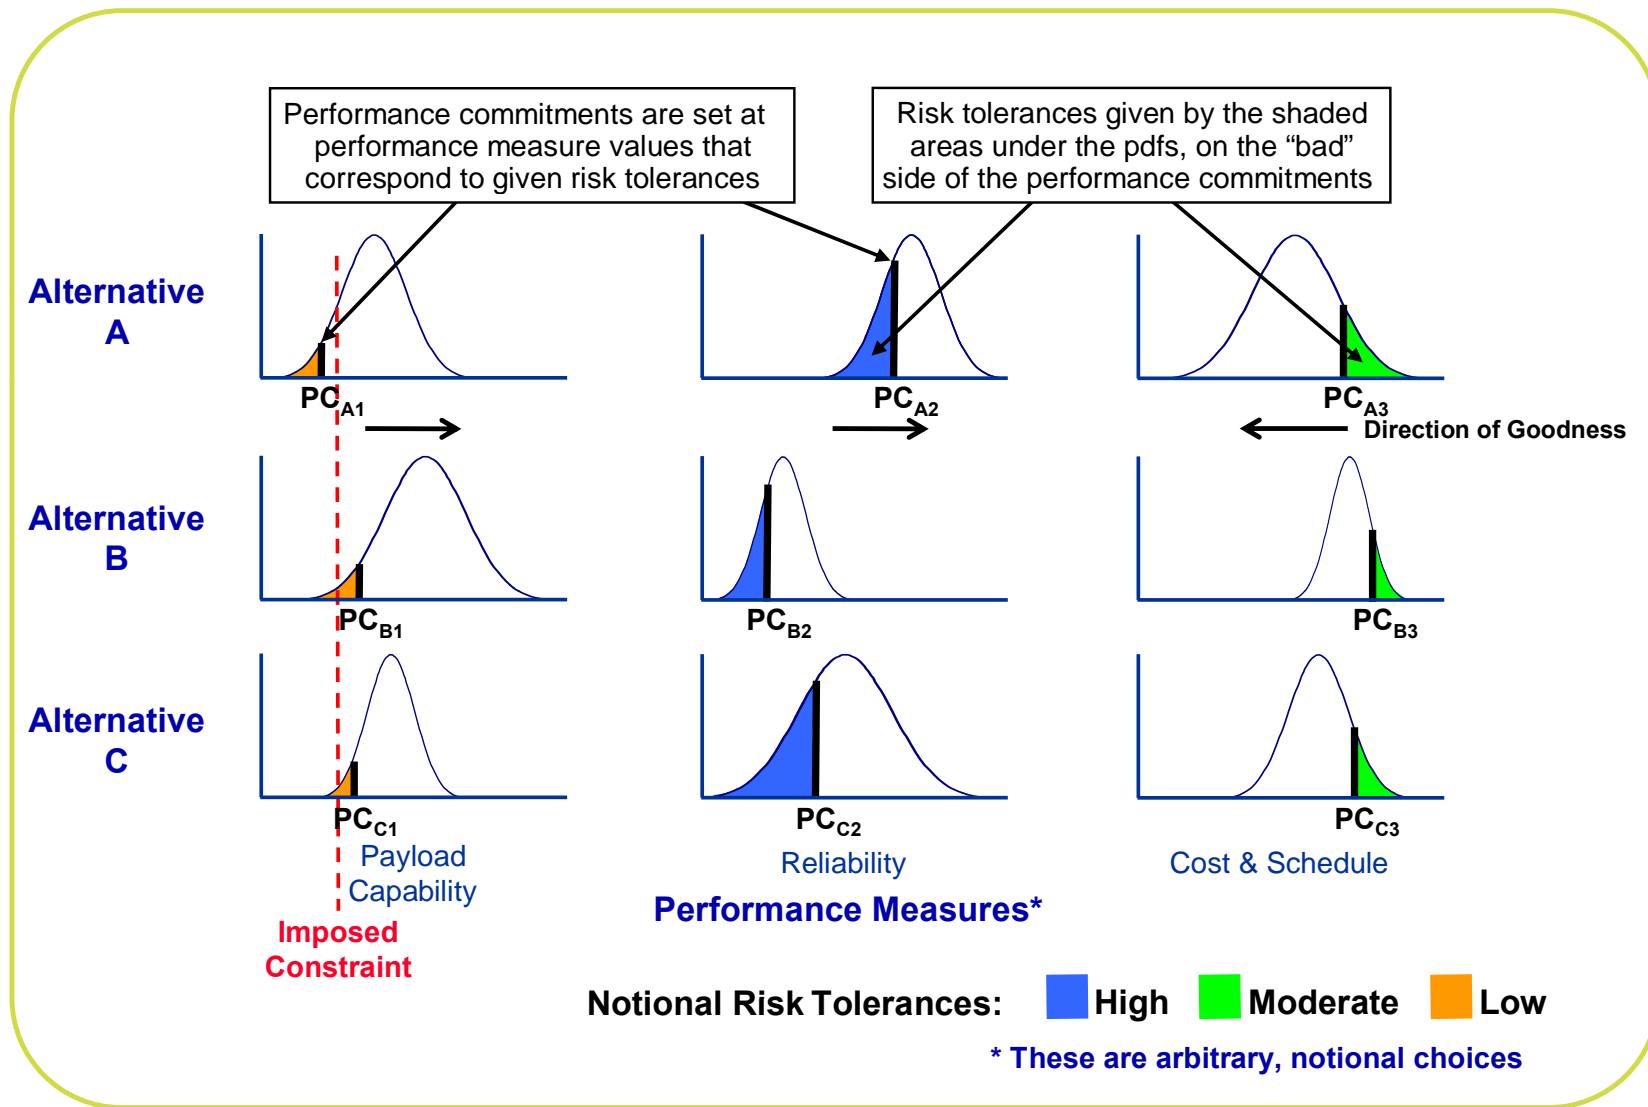 Performance commitments are set at
performance measure values that
correspond to given risk tolerances
Risk tolerances given by the shaded
areas under the pdfs, on the “bad”
side of the performance commitments
Alternative
A
PCA1
PCA2
PCA3
Direction of Goodness
Alternative
B
PCB1
PCB2
PCB3
Alternative
C
PCC1
PCC2
PCC3
Payload
Capability
Reliability
Cost & Schedule
Performance Measures*
Imposed
Constraint
Notional Risk Tolerances: High Moderate Low
* These are arbitrary, notional choices